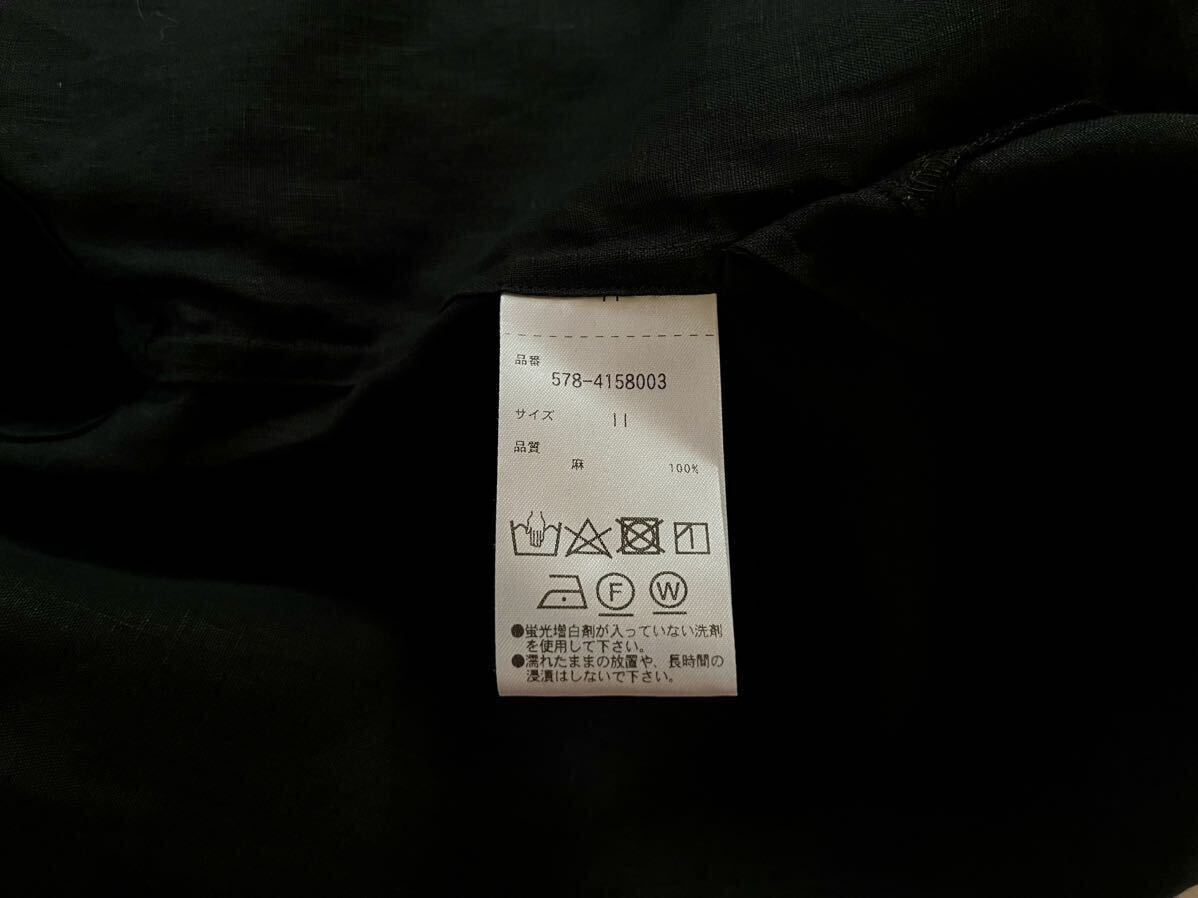 品番
578-4158003
サイズ 11
品質
麻 100%
F W
●蛍光増白剤が入っていない洗剤
を使用して下さい。
●濡れたままの放置や、長時間の
浸漬はしないで下さい。